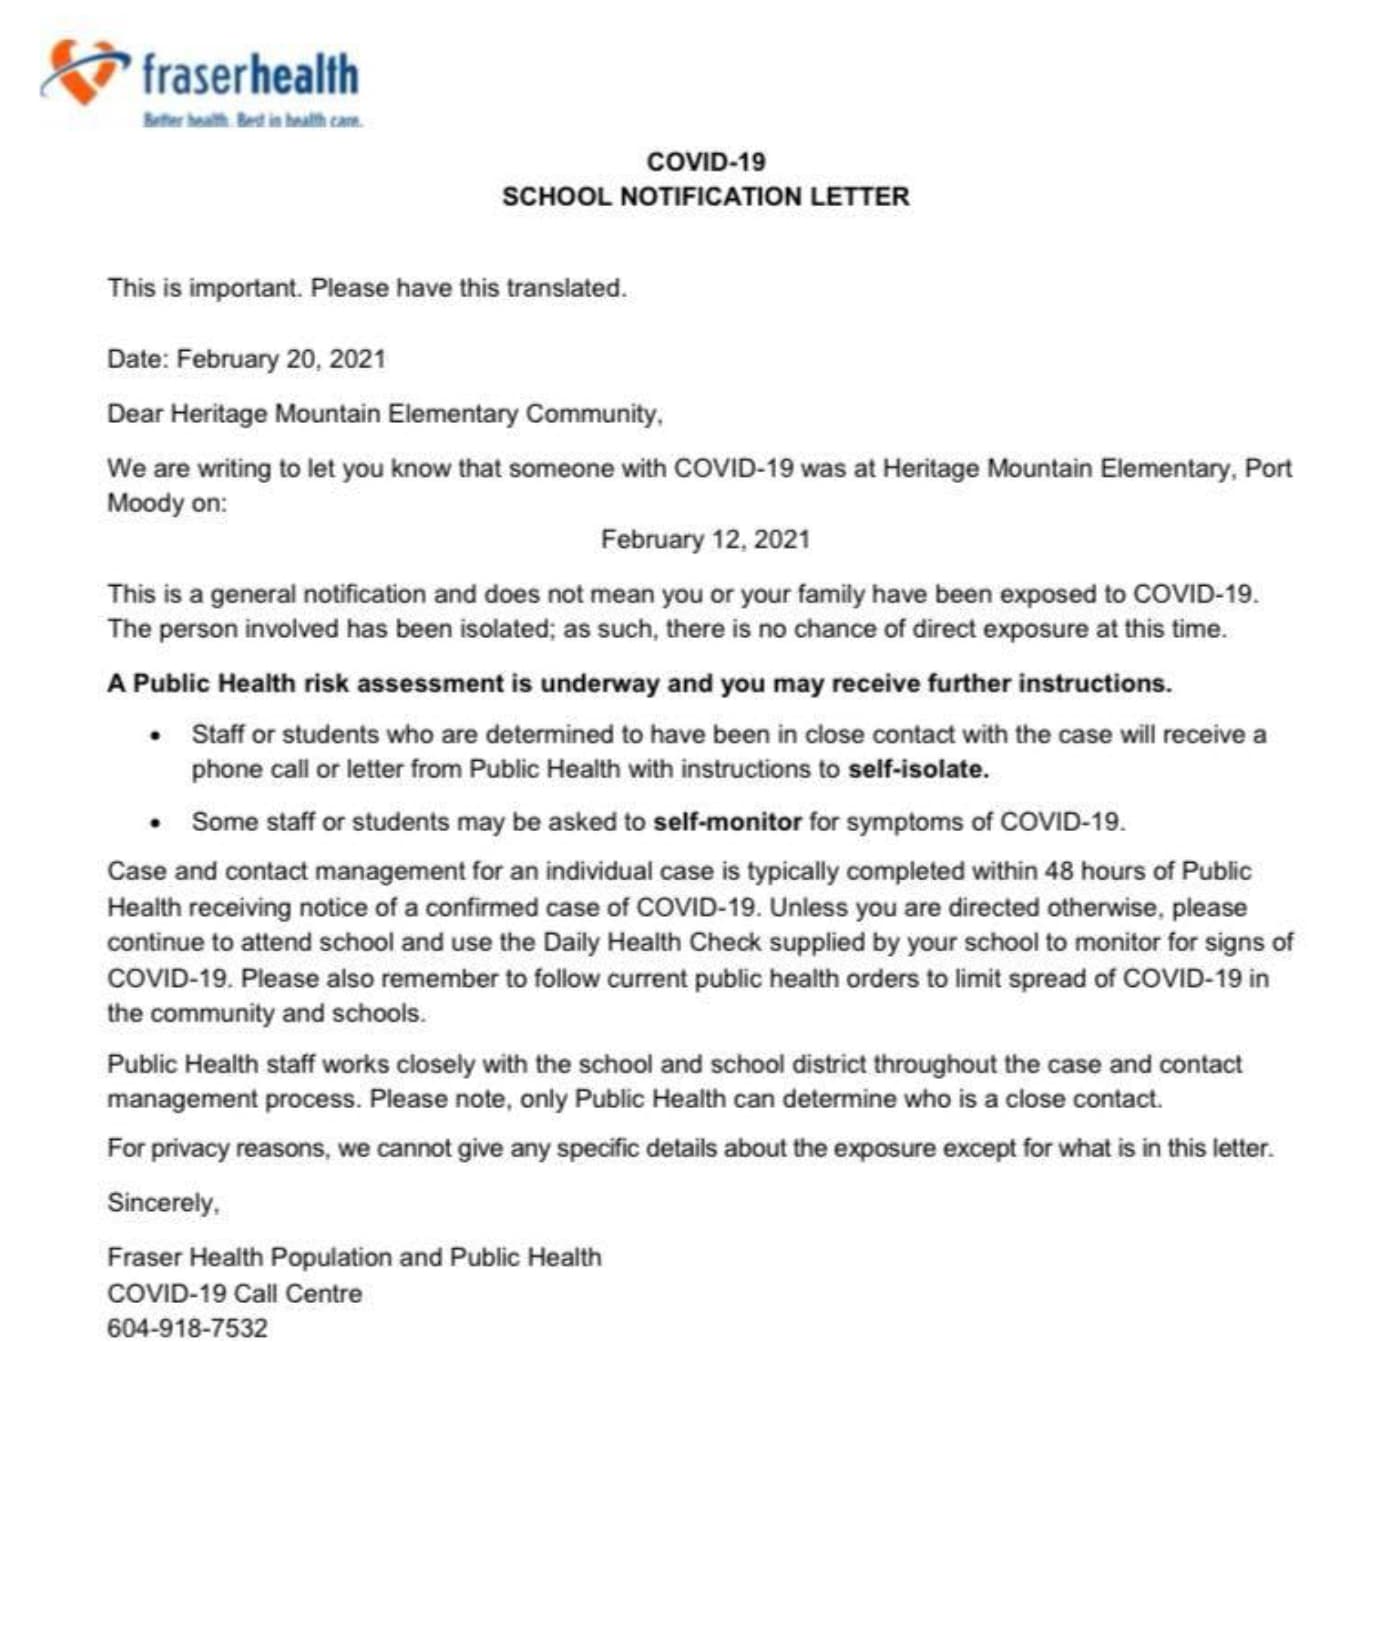 fraserhealth
Better health. Best in health care.
COVID-19
SCHOOL NOTIFICATION LETTER
This is important. Please have this translated.
Date: February 20, 2021
Dear Heritage Mountain Elementary Community,
We are writing to let you know that someone with COVID-19 was at Heritage Mountain Elementary, Port
Moody on:
February 12, 2021
This is a general notification and does not mean you or your family have been exposed to COVID-19.
The person involved has been isolated; as such, there is no chance of direct exposure at this time.
A Public Health risk assessment is underway and you may receive further instructions.
• Staff or students who are determined to have been in close contact with the case will receive a
phone call or letter from Public Health with instructions to self-isolate.
• Some staff or students may be asked to self-monitor for symptoms of COVID-19.
Case and contact management for an individual case is typically completed within 48 hours of Public
Health receiving notice of a confirmed case of COVID-19. Unless you are directed otherwise, please
continue to attend school and use the Daily Health Check supplied by your school to monitor for signs of
COVID-19. Please also remember to follow current public health orders to limit spread of COVID-19 in
the community and schools.
Public Health staff works closely with the school and school district throughout the case and contact
management process. Please note, only Public Health can determine who is a close contact.
For privacy reasons, we cannot give any specific details about the exposure except for what is in this letter.
Sincerely,
Fraser Health Population and Public Health
COVID-19 Call Centre
604-918-7532